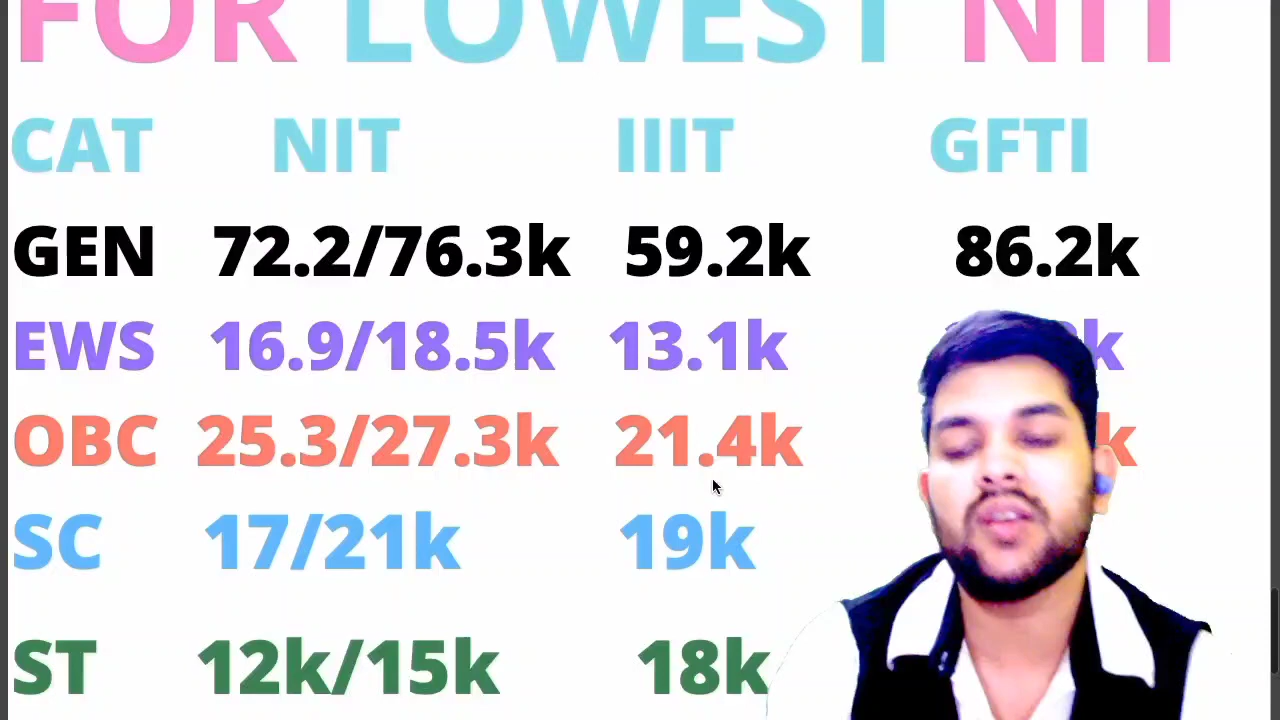 FOR LOWEST NIT
CAT NIT IIIT GFTI
GEN 72.2/76.3k 59.2k 86.2k
EWS 16.9/18.5k 13.1k
OBC 25.3/27.3k 21.4k
SC 17/21k 19k
ST 12k/15k 18k